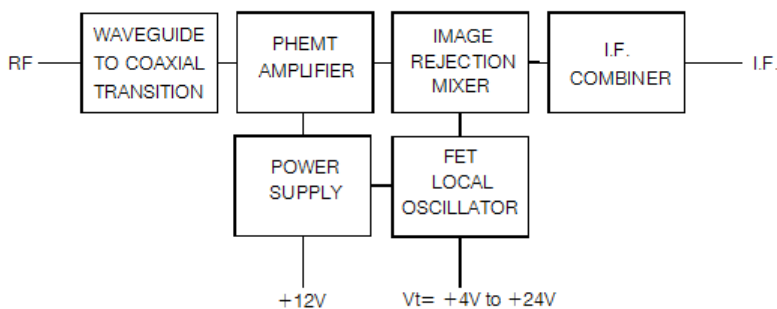 RF
WAVEGUIDE
TO COAXIAL
TRANSITION
PHEMT
AMPLIFIER
IMAGE
REJECTION
MIXER
I.F.
COMBINER
I.F.
POWER
SUPPLY
FET
LOCAL
OSCILLATOR
+12V
Vt= +4V to +24V